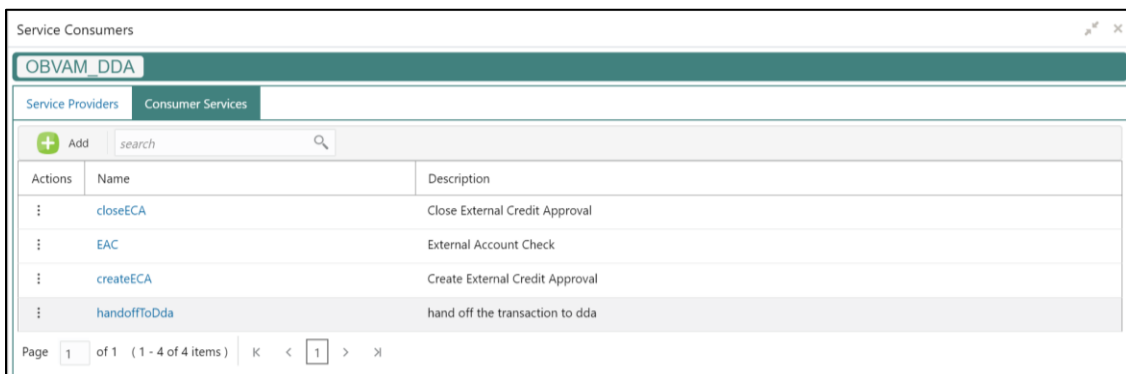 Service Consumers
OBVAM_DDA
Service Providers Consumer Services
Add search
Actions Name Description
closeECA Close External Credit Approval
EAC External Account Check
createECA Create External Credit Approval
handoffToDda hand off the transaction to dda
Page 1 of 1 ( 1 - 4 of 4 items ) 1